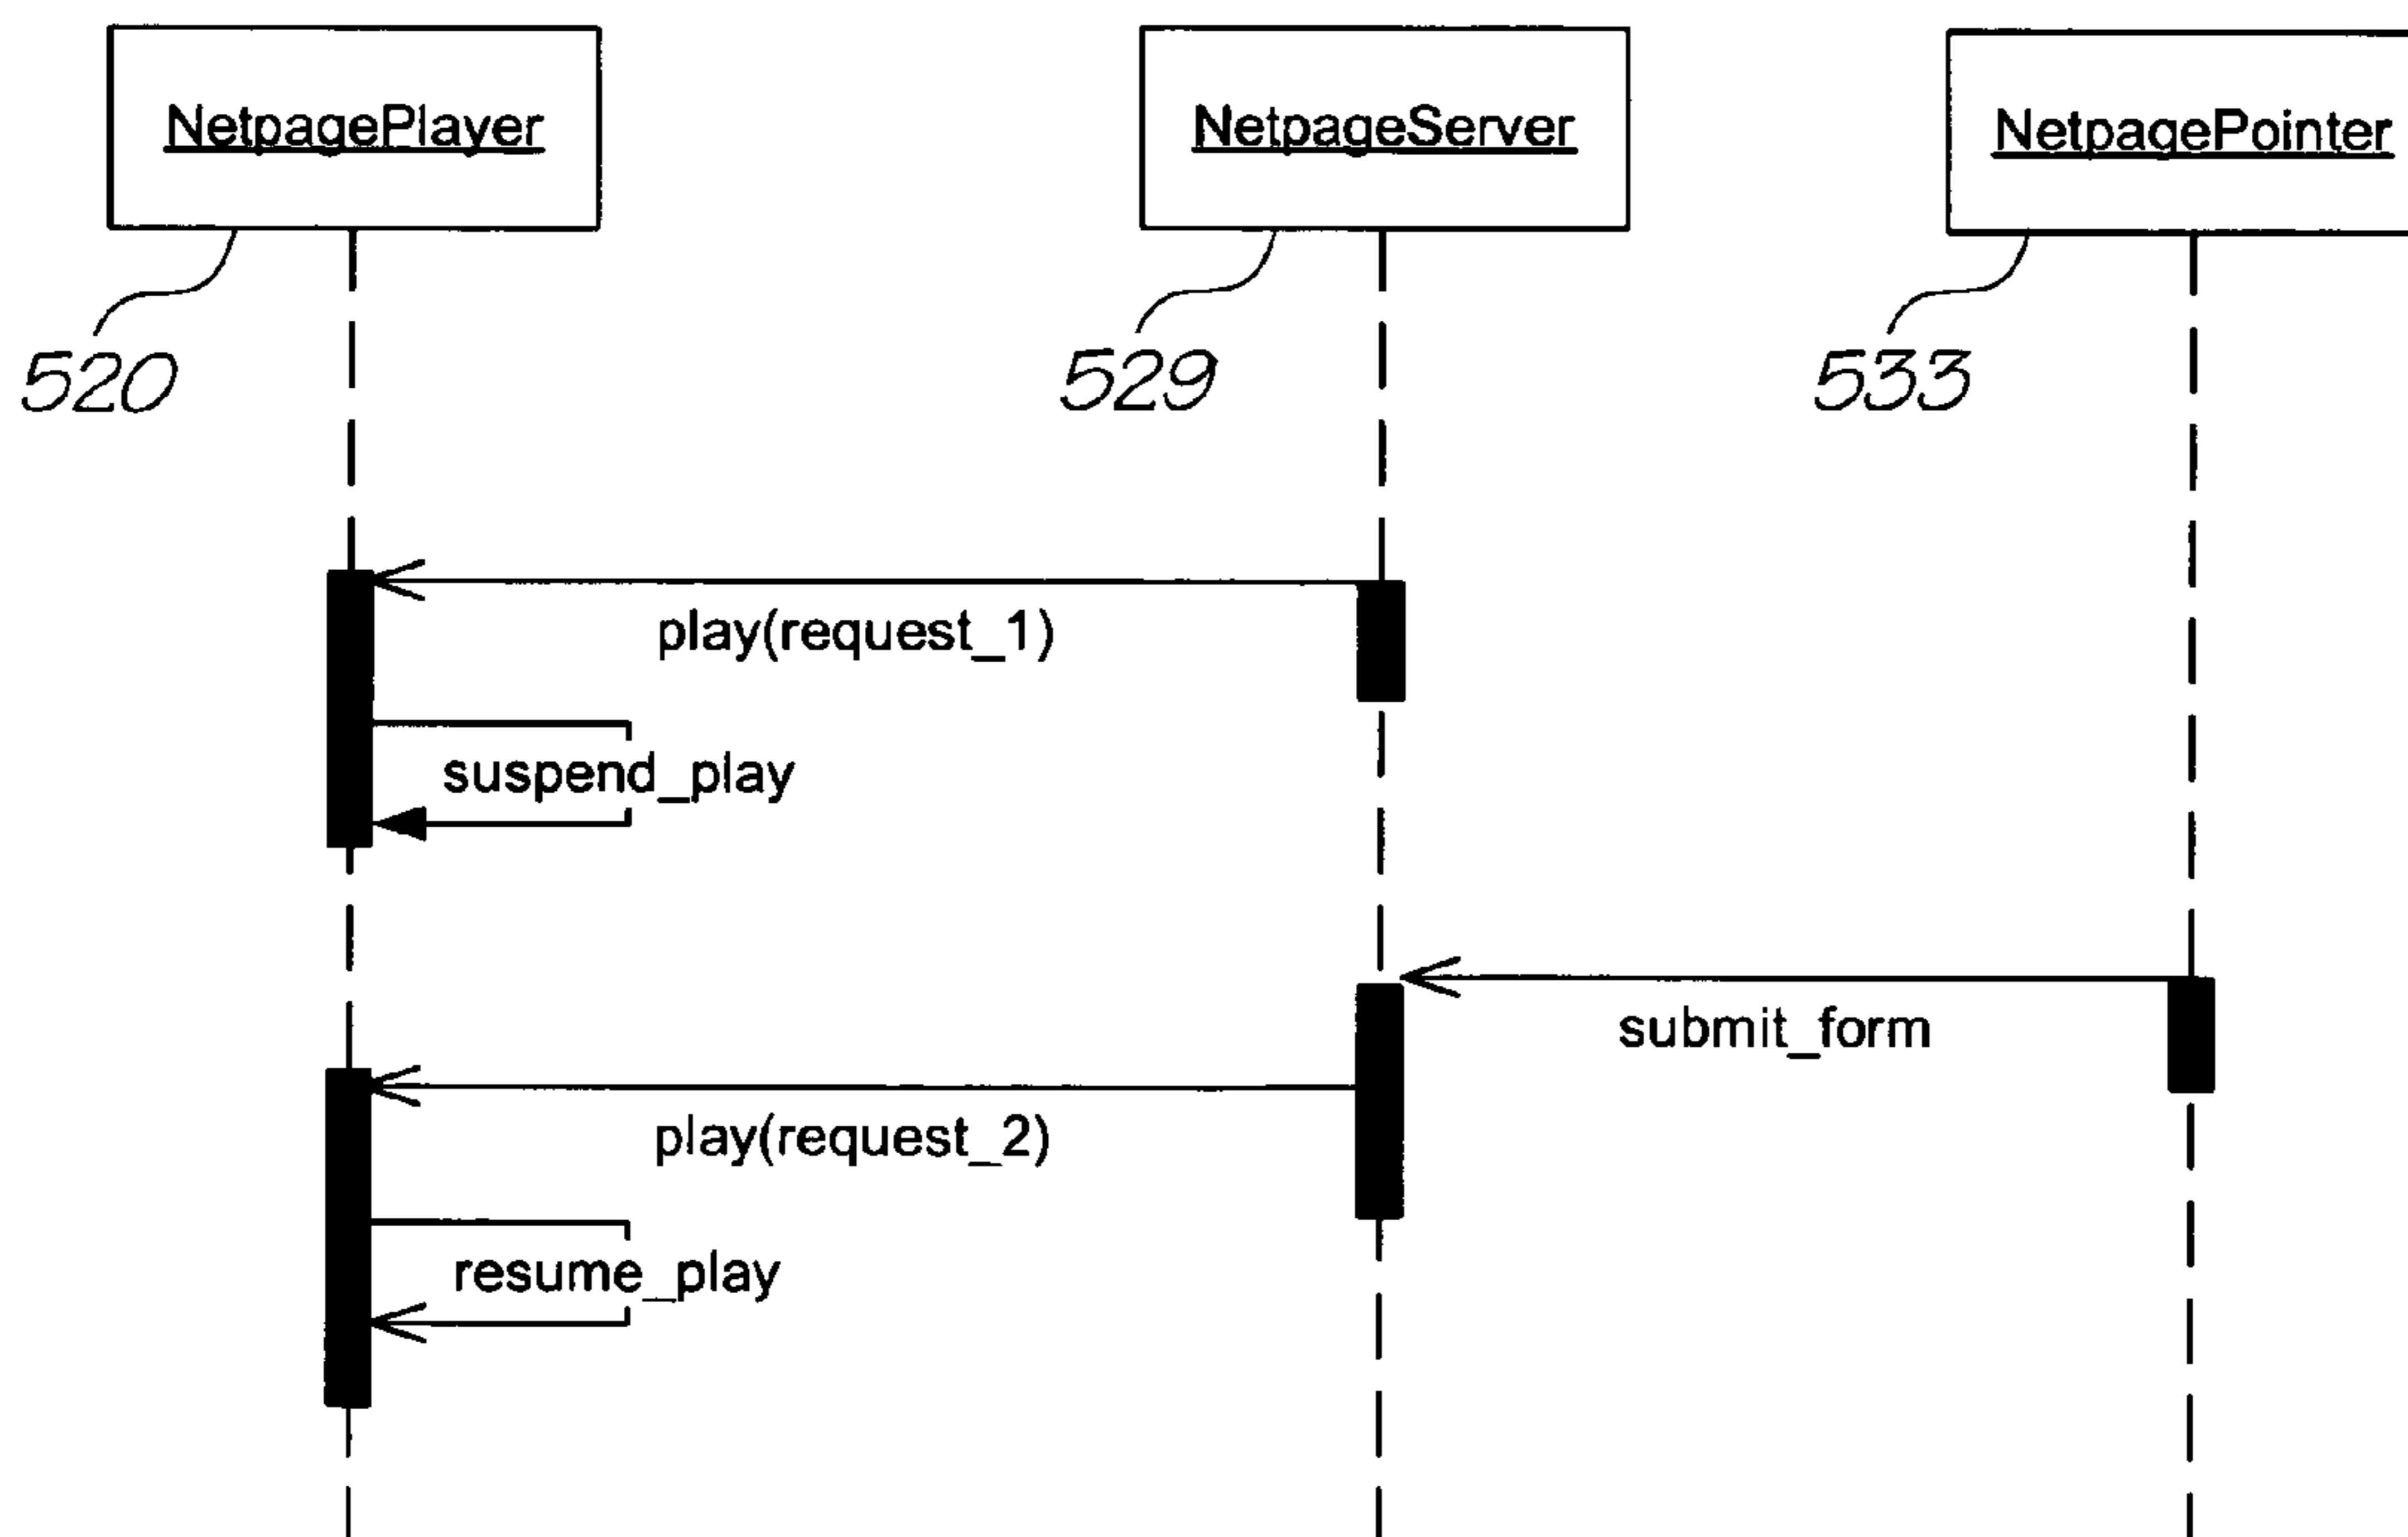 NetpagePlayer
NetpageServer
NetpagePointer
520
529
533
play(request_1)
suspend_play
submit_form
play(request_2)
resume_play